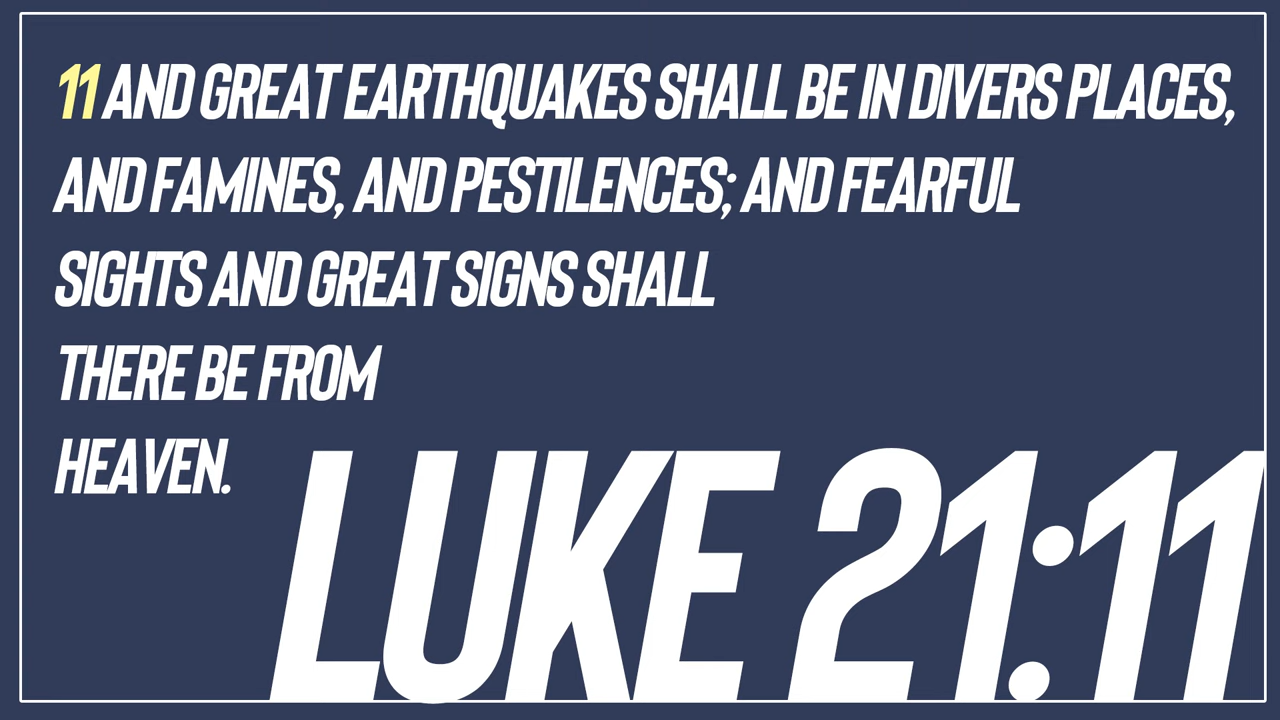 11 AND GREAT EARTHQUAKES SHALL BE IN DIVERS PLACES,
AND FAMINES, AND PESTILENCES; AND FEARFUL
SIGHTS AND GREAT SIGNS SHALL
THERE BE FROM
HEAVEN.
LUKE 21:11